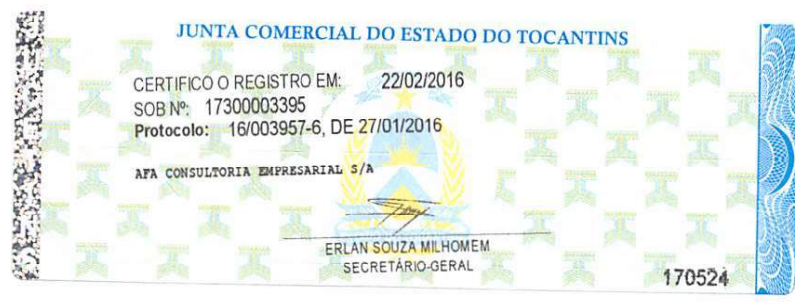 JUNTA COMERCIAL DO ESTADO DO TOCANTINS
CERTIFICO O REGISTRO EM: 22/02/2016
SOB Nº: 17300003395
Protocolo: 16/003957-6, DE 27/01/2016
AFA CONSULTORIA EMPRESARIAL S/A
ERLAN SOUZA MILHOMEM
SECRETÁRIO-GERAL
170524